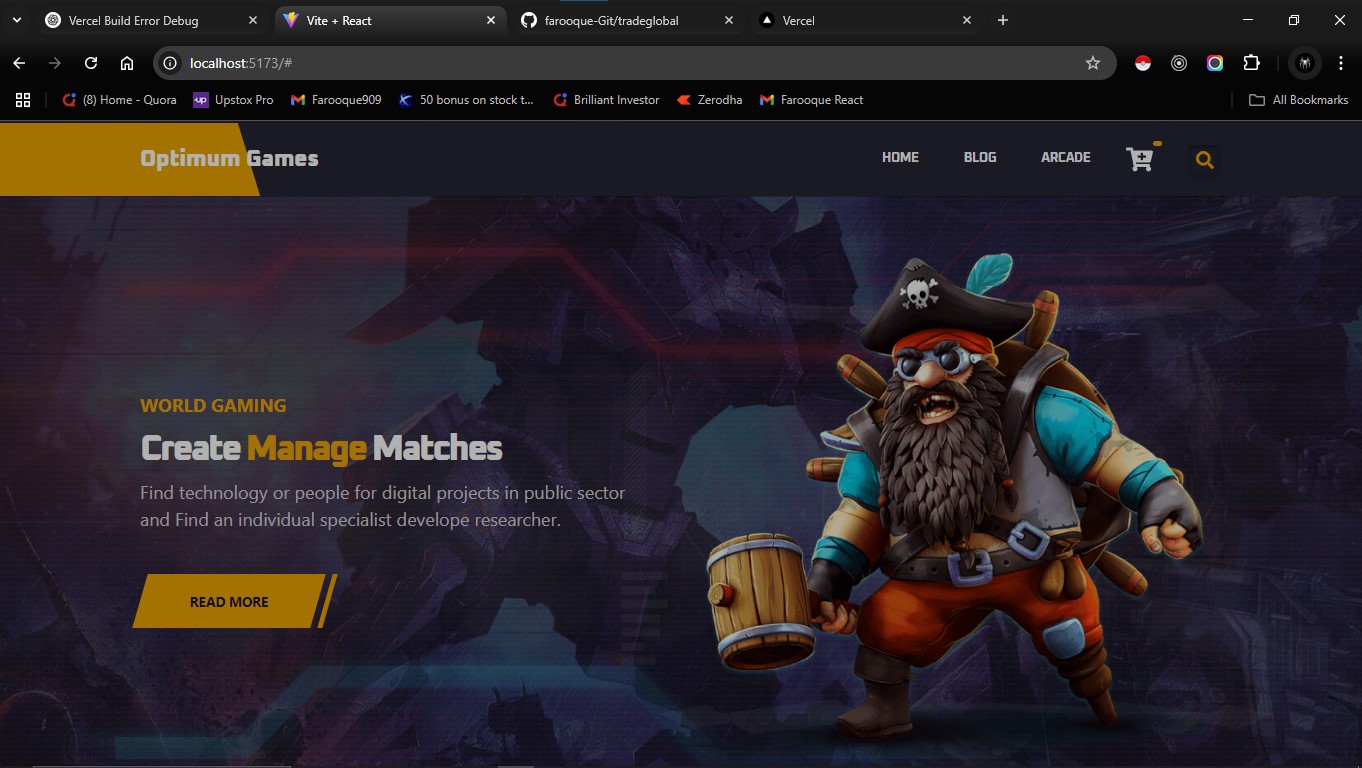 Vercel Build Error Debug
Vite + React
farooque-Git/tradeglobal
Vercel
localhost:5173/#
(8) Home - Quora
up
Upstox Pro
Farooque909
50 bonus on stock t...
Brilliant Investor
Zerodha
Farooque React
All Bookmarks
Optimum Games
HOME
BLOG
ARCADE
WORLD GAMING
Create Manage Matches
Find technology or people for digital projects in public sector
and Find an individual specialist develope researcher.
READ MORE